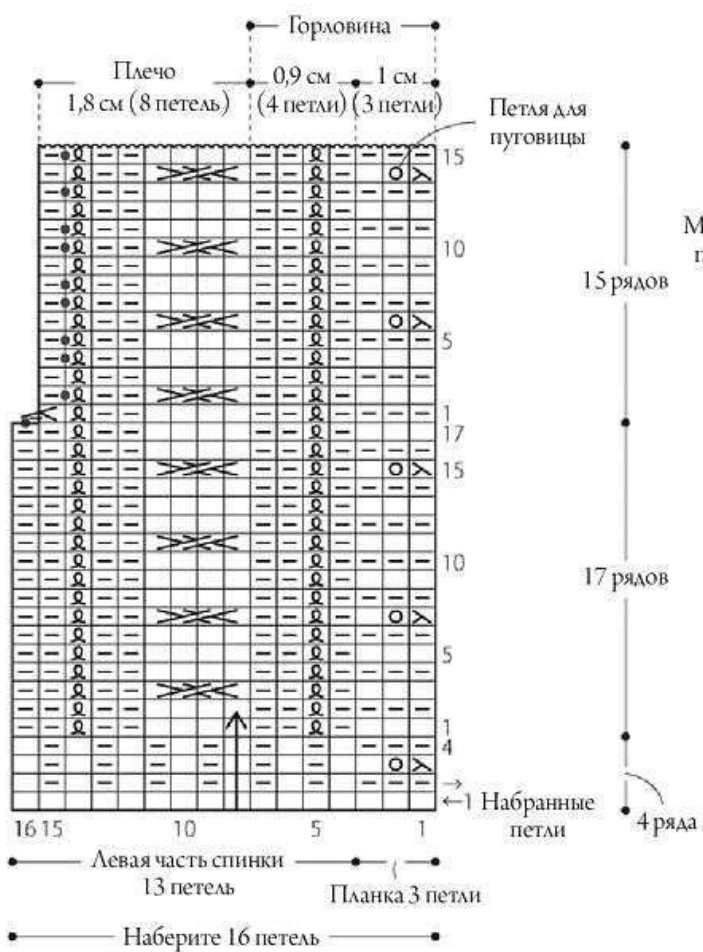 Горловина
Плечо
1,8 см (8 петель)
0,9 см
(4 петли)
1 см
(3 петли)
Петля для
пуговицы
М
п
15
10
5
1
15 рядов
17
15
10
5
1
17 рядов
4
1
4 ряда
Набранные
петли
16 15 10 5 1
Левая часть спинки
13 петель
Планка 3 петли
Наберите 16 петель